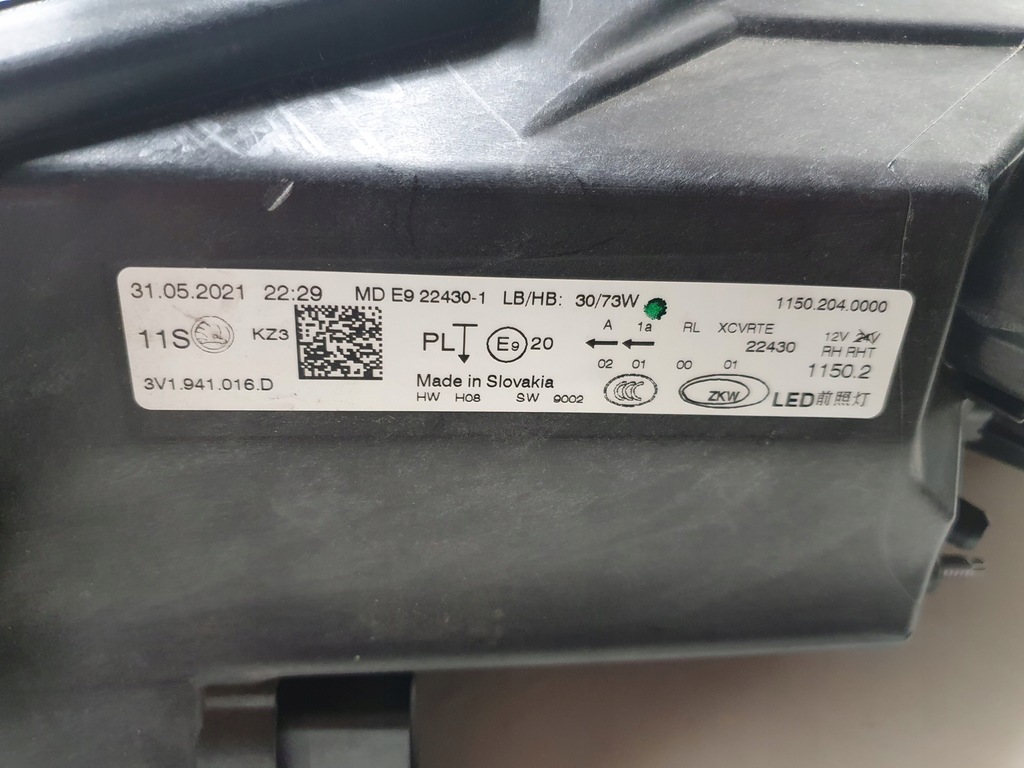 31.05.2021 22:29 MD E9 22430-1 LB/HB: 30/73W 1150.204.0000
11S KZ3 PL E9 20 A 1a RL XCVRTE 12V 24V
22430 RH RHT
02 01 00 01 1150.2
3V1.941.016.D Made in Slovakia CCC ZKW LED前照灯
HW H08 SW 9002